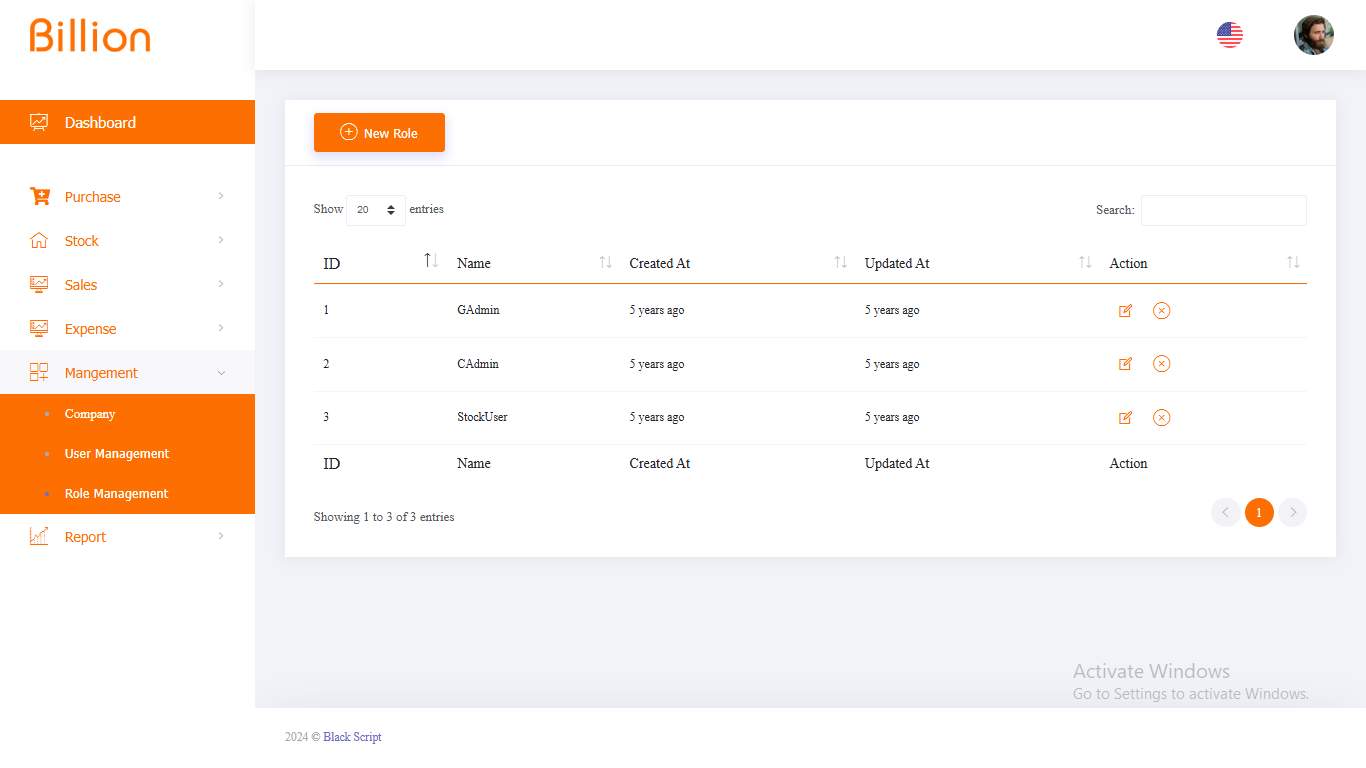 Billion
Dashboard
Purchase
Stock
Sales
Expense
Mangement
Company
User Management
Role Management
Report
New Role
Show 20 entries
Search:
ID Name Created At Updated At Action
1 GAdmin 5 years ago 5 years ago
2 CAdmin 5 years ago 5 years ago
3 StockUser 5 years ago 5 years ago
ID Name Created At Updated At Action
Showing 1 to 3 of 3 entries
1
Activate Windows
Go to Settings to activate Windows.
2024 © Black Script